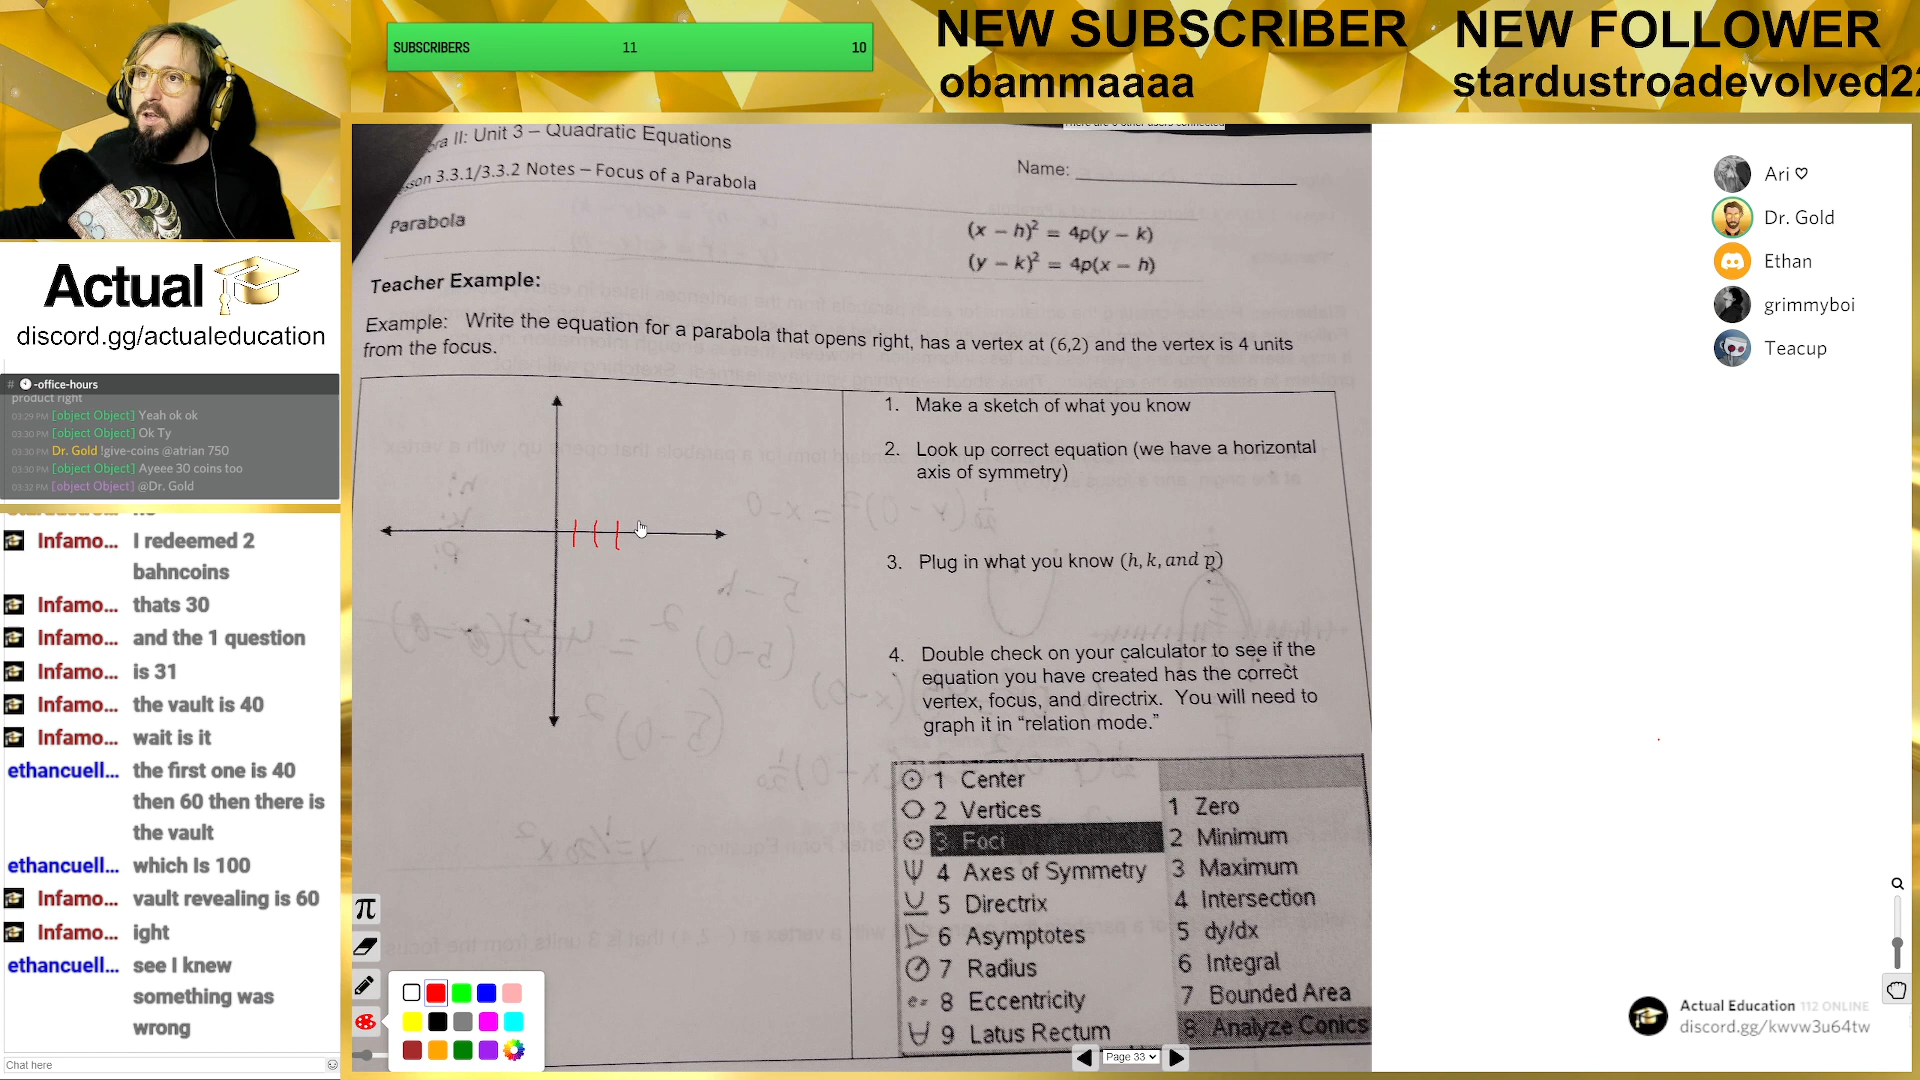 SUBSCRIBERS 11 10
NEW SUBSCRIBER
obammaaaa
NEW FOLLOWER
stardustroadevolved22
Actual
discord.gg/actualeducation
# -office-hours
product right
03:29 PM [object Object] Yeah ok ok
03:30 PM [object Object] Ok Ty
03:30 PM Dr. Gold !give-coins @atrian 750
03:30 PM [object Object] Ayeee 30 coins too
03:32 PM [object Object] @Dr. Gold
Infamo... I redeemed 2
bahncoins
Infamo... thats 30
Infamo... and the 1 question
Infamo... is 31
Infamo... the vault is 40
Infamo... wait is it
ethancuell... the first one is 40
then 60 then there is
the vault
ethancuell... which Is 100
Infamo... vault revealing is 60
Infamo... ight
ethancuell... see I knew
something was
wrong
Chat here
ra II: Unit 3 – Quadratic Equations
son 3.3.1/3.3.2 Notes – Focus of a Parabola
Name:
Parabola
(x − h)² = 4p(y − k)
(y − k)² = 4p(x − h)
Teacher Example:
Example: Write the equation for a parabola that opens right, has a vertex at (6,2) and the vertex is 4 units
from the focus.
1. Make a sketch of what you know
2. Look up correct equation (we have a horizontal
axis of symmetry)
3. Plug in what you know (h, k, and p)
4. Double check on your calculator to see if the
equation you have created has the correct
vertex, focus, and directrix. You will need to
graph it in “relation mode.”
1 Center
2 Vertices
3 Foci
4 Axes of Symmetry
5 Directrix
6 Asymptotes
7 Radius
e= 8 Eccentricity
9 Latus Rectum
1 Zero
2 Minimum
3 Maximum
4 Intersection
5 dy/dx
6 Integral
7 Bounded Area
8 Analyze Conics
π
Page 33
Ari ♡
Dr. Gold
Ethan
grimmyboi
Teacup
Actual Education 112 ONLINE
discord.gg/kwvw3u64tw